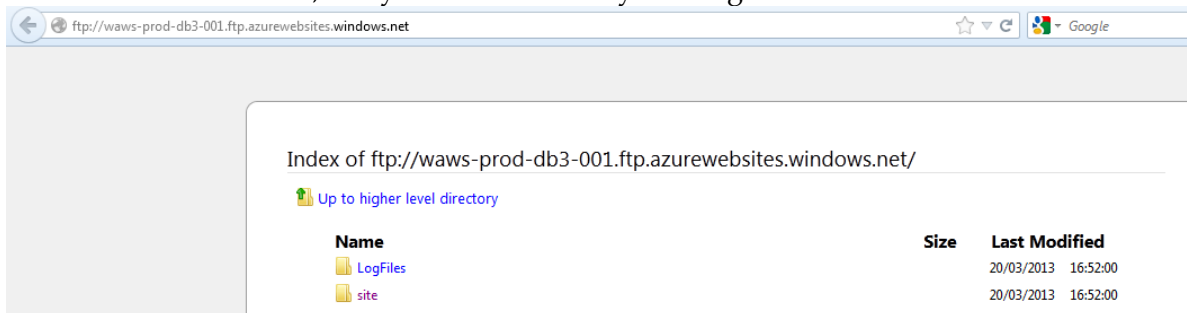 ftp://waws-prod-db3-001.ftp.azurewebsites.windows.net Google
Index of ftp://waws-prod-db3-001.ftp.azurewebsites.windows.net/
Up to higher level directory
Name Size Last Modified
LogFiles 20/03/2013 16:52:00
site 20/03/2013 16:52:00